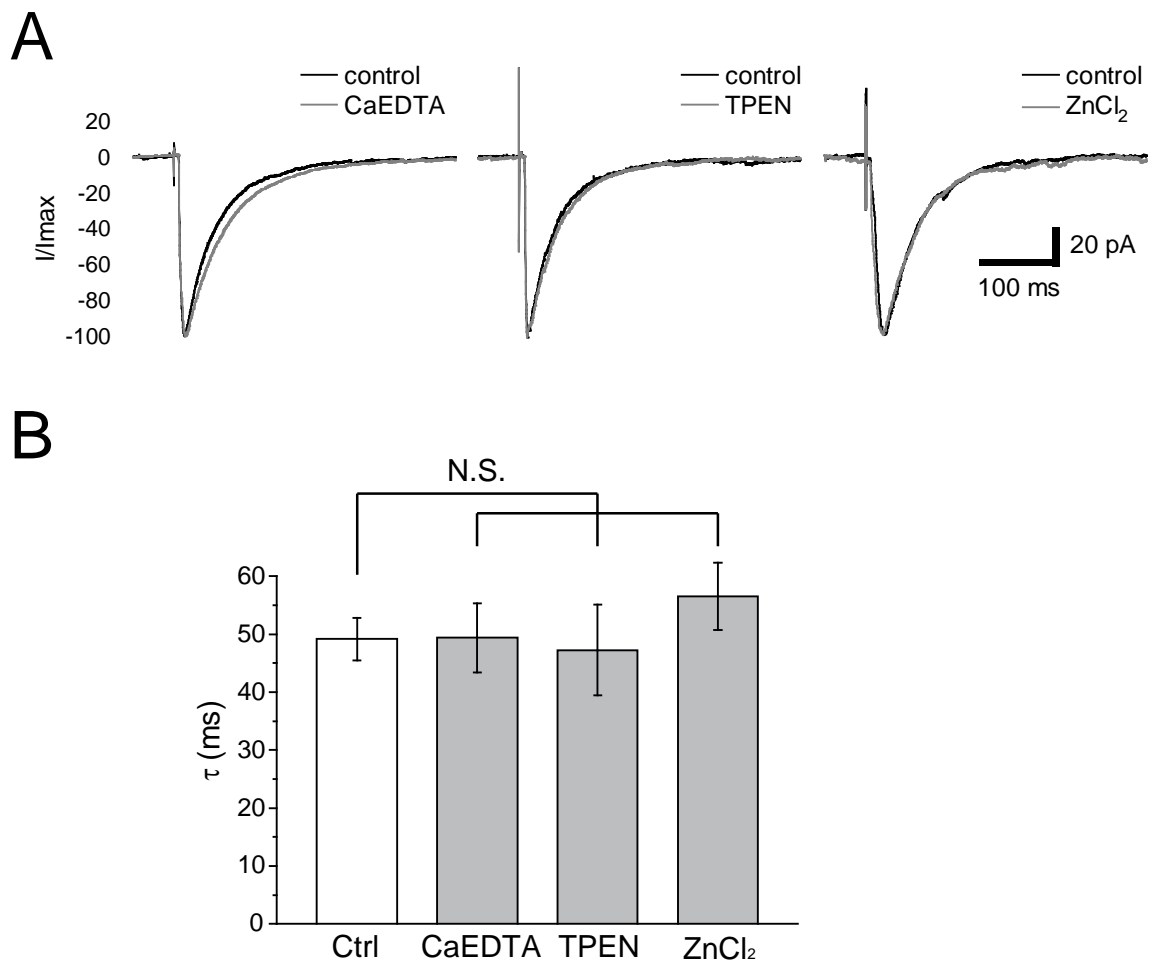 A
control control control
CaEDTA TPEN ZnCl₂
20
0
-20
-40
-60
-80
-100
I/Imax
20 pA
100 ms
B
N.S.
60
50
40
30
20
10
0
τ (ms)
Ctrl CaEDTA TPEN ZnCl₂